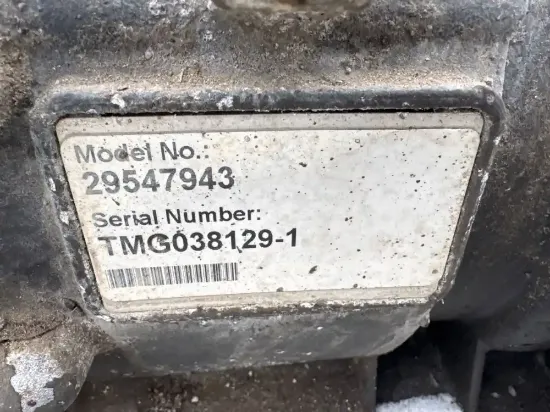 Model No.:
29547943
Serial Number:
TMG038129-1